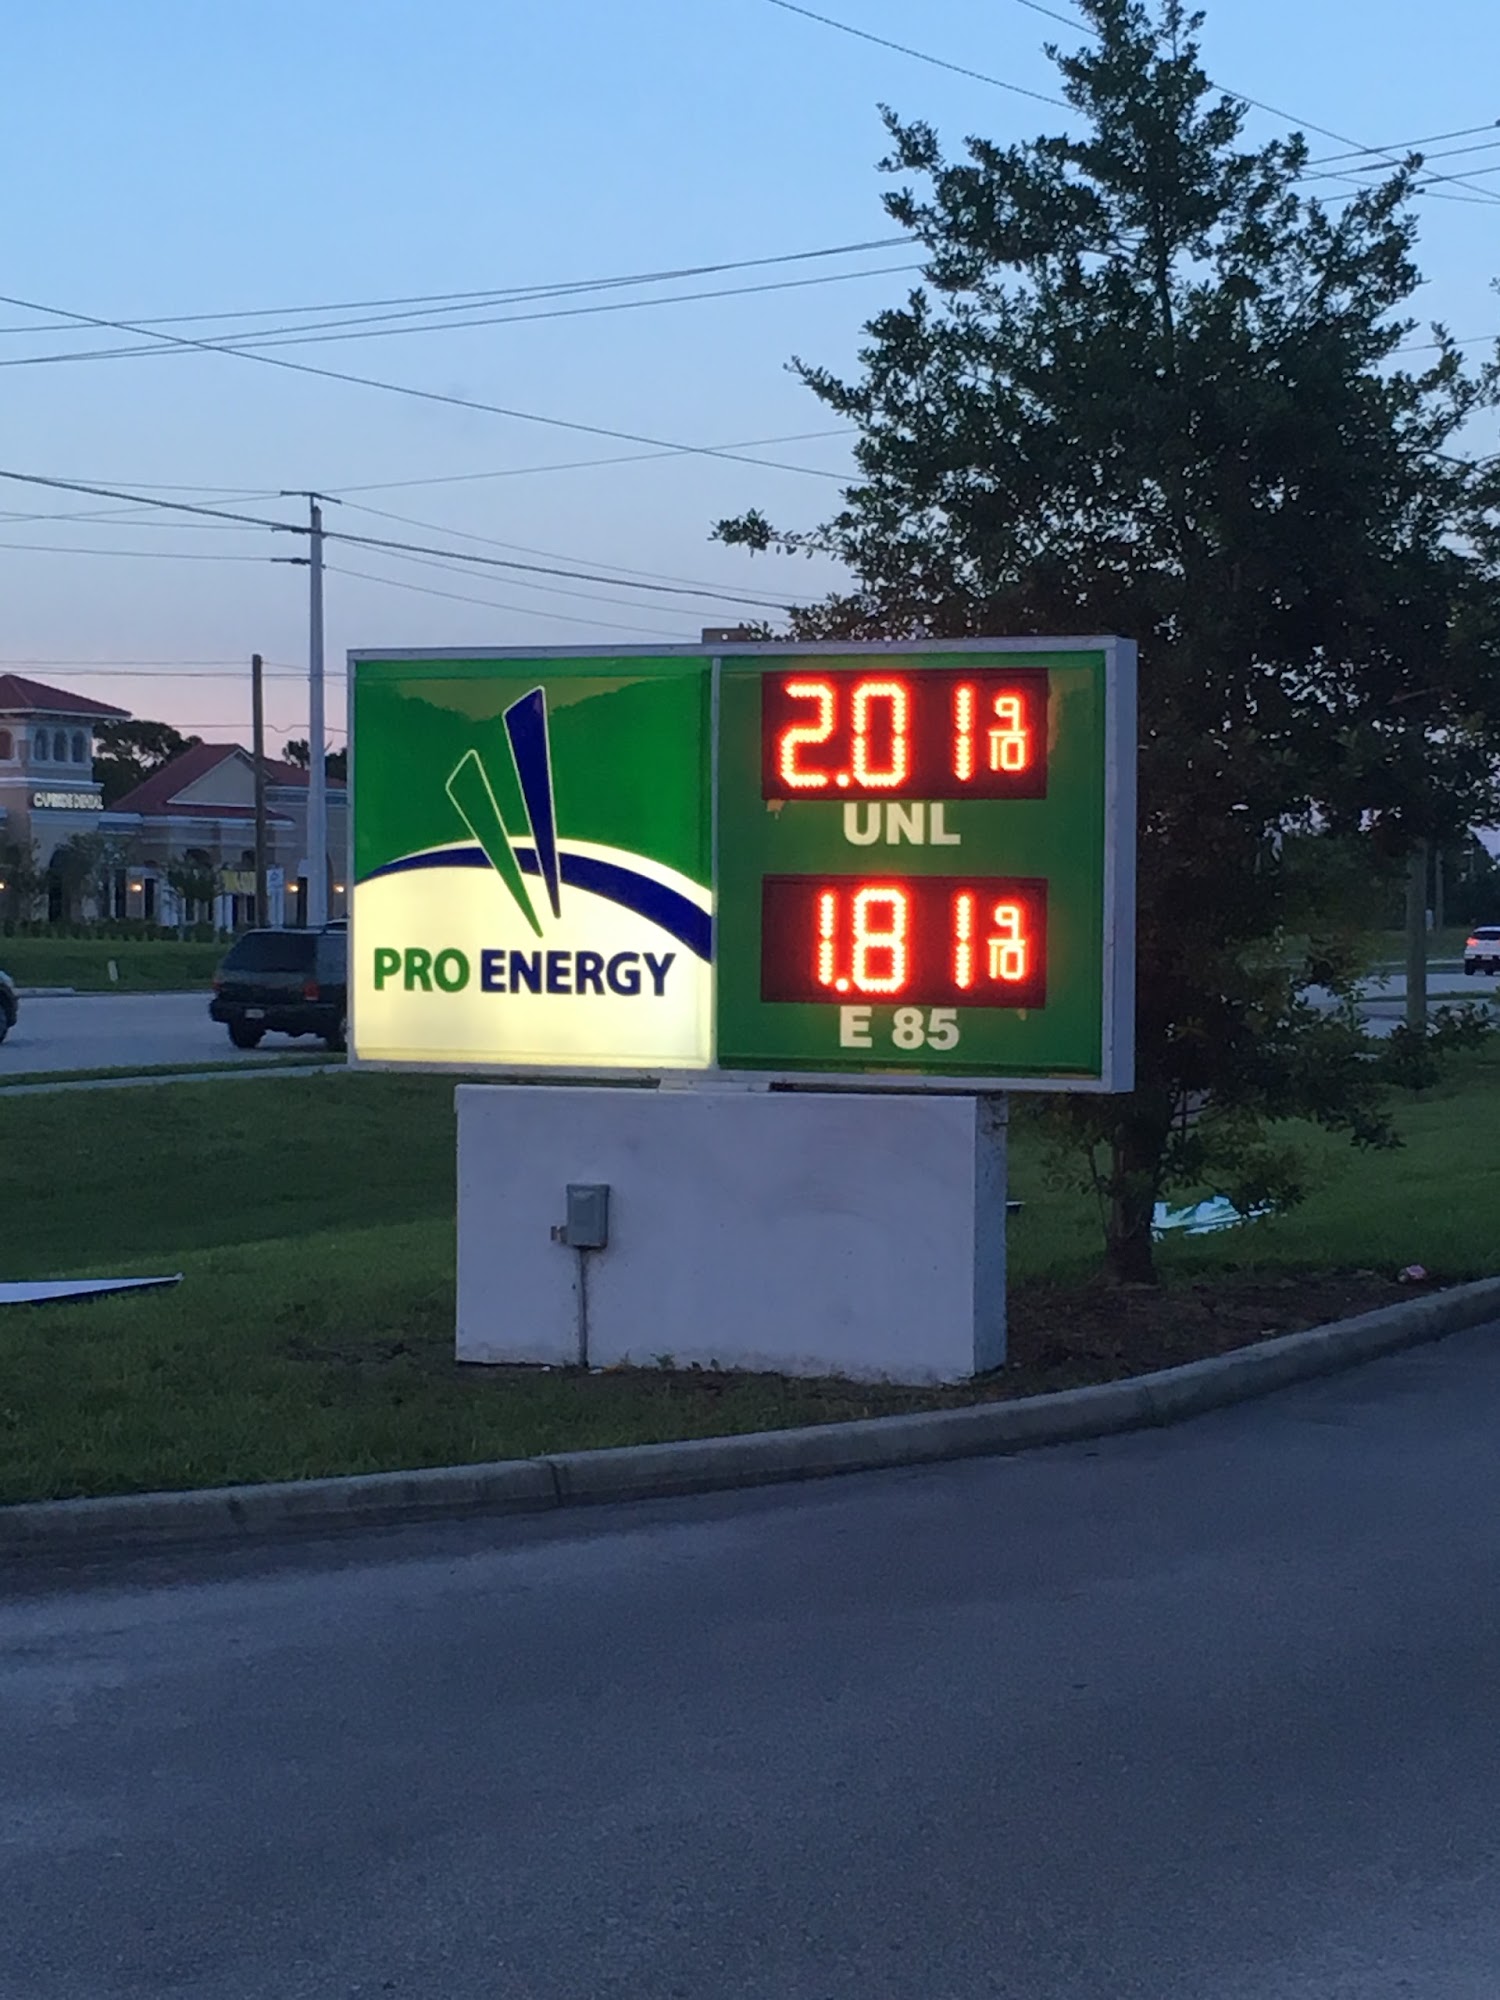 PRO ENERGY
2.01 9/10
UNL
1.81 9/10
E 85